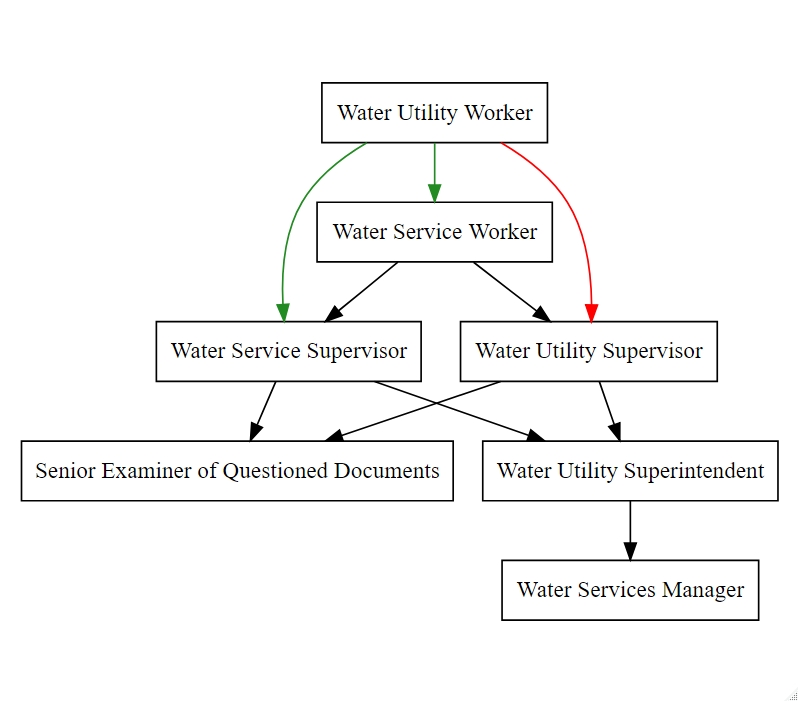 Water Utility Worker
Water Service Worker
Water Service Supervisor
Water Utility Supervisor
Senior Examiner of Questioned Documents
Water Utility Superintendent
Water Services Manager